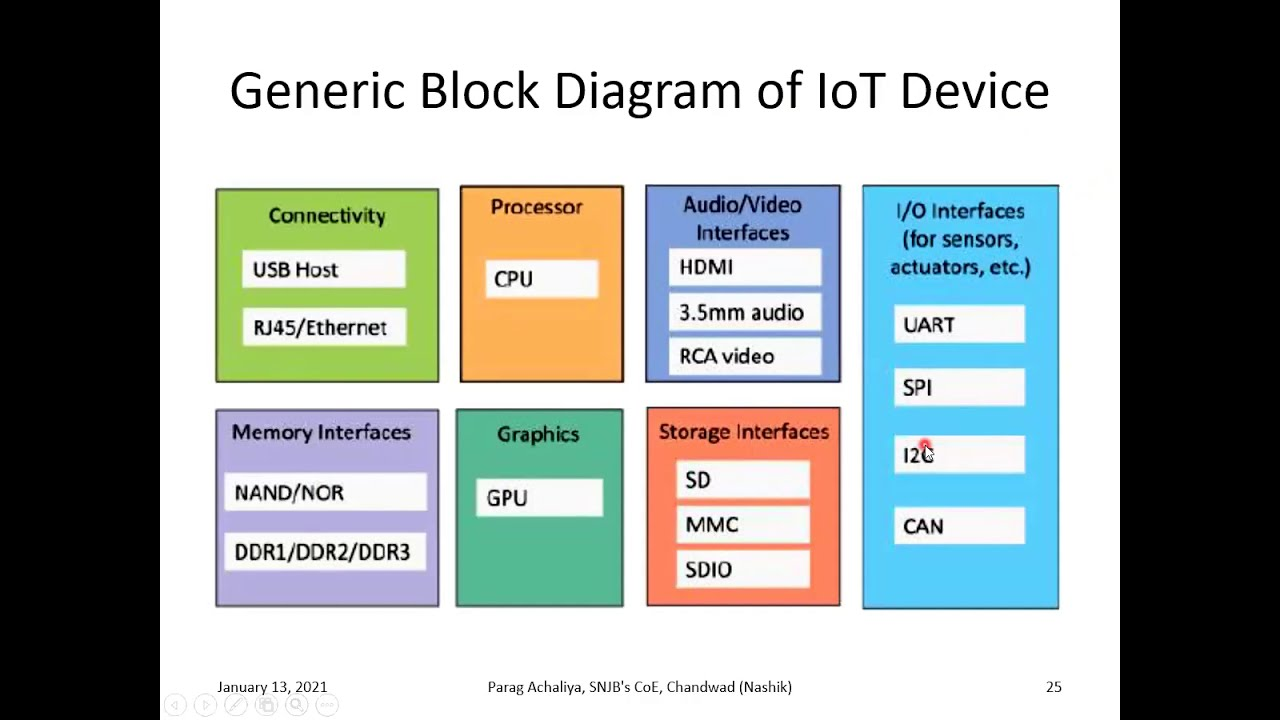 Generic Block Diagram of IoT Device
Connectivity
USB Host
RJ45/Ethernet
Processor
CPU
Audio/Video
Interfaces
HDMI
3.5mm audio
RCA video
I/O Interfaces
(for sensors,
actuators, etc.)
UART
SPI
I2C
CAN
Memory Interfaces
NAND/NOR
DDR1/DDR2/DDR3
Graphics
GPU
Storage Interfaces
SD
MMC
SDIO
January 13, 2021
Parag Achaliya, SNJB's CoE, Chandwad (Nashik)
25